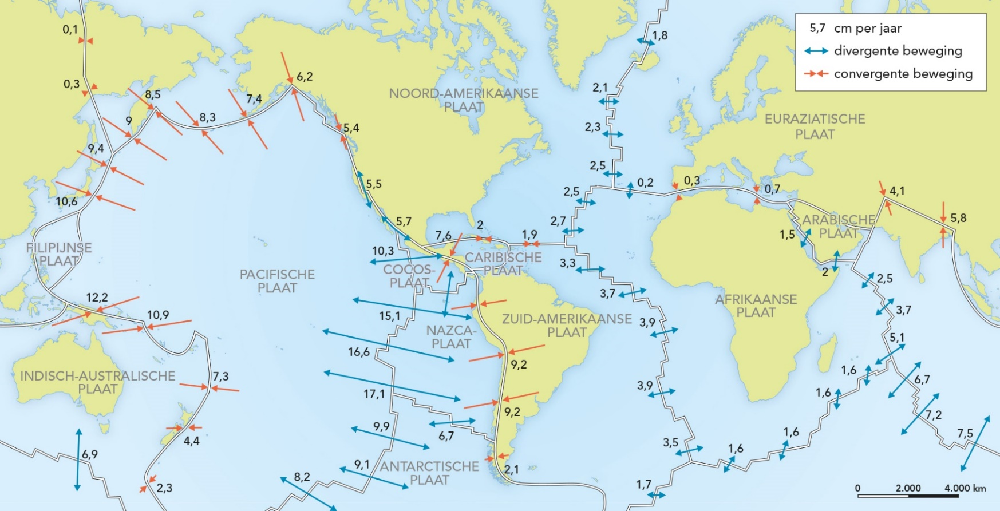 5,7 cm per jaar
divergente beweging
convergente beweging
0,1
1,8
0,3
8,5
6,2
7,4
2,1
NOORD-AMERIKAANSE
PLAAT
9
8,3
5,4
2,3
EURAZIATISCHE
PLAAT
9,4
2,5
10,6
5,5
2,5
0,2
0,3
0,7
4,1
5,7
2
2,7
ARABISCHE
PLAAT
5,8
7,6
1,9
1,5
FILIPIJNSE
PLAAT
10,3
CARIBISCHE
PLAAT
3,3
2
PACIFISCHE
PLAAT
COCOS-
PLAAT
2,5
12,2
3,7
AFRIKAANSE
PLAAT
3,7
10,9
15,1
ZUID-AMERIKAANSE
PLAAT
3,9
NAZCA-
PLAAT
5,1
16,6
9,2
INDISCH-AUSTRALISCHE
PLAAT
7,3
1,6
6,7
17,1
3,9
1,6
9,2
7,2
9,9
6,7
4,4
3,5
1,6
7,5
6,9
1,6
ANTARCTISCHE
PLAAT
9,1
2,1
8,2
2,3
1,7
0 2.000 4.000 km